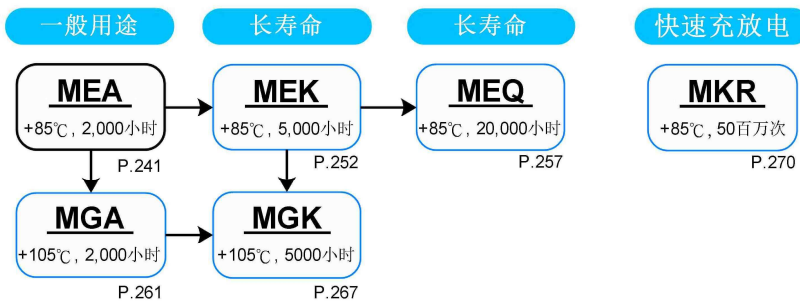 一般用途 长寿命 长寿命 快速充放电
MEA MEK MEQ MKR
+85℃, 2,000小时 +85℃, 5,000小时 +85℃, 20,000小时 +85℃, 50百万次
P.241 P.252 P.257 P.270
MGA MGK
+105℃, 2,000小时 +105℃, 5000小时
P.261 P.267